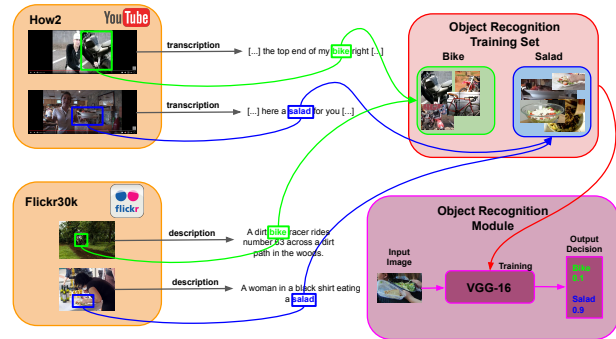 How2
YouTube
transcription
[...] the top end of my bike right [...]
transcription
[...] here a salad for you [...]
Object Recognition
Training Set
Bike
Salad
Flickr30k
flickr
description
A dirt bike racer rides
number 63 across a dirt
path in the woods.
description
A woman in a black shirt eating
a salad
Object Recognition
Module
Input
Image
Training
VGG-16
Output
Decision
Bike
0.1
Salad
0.9